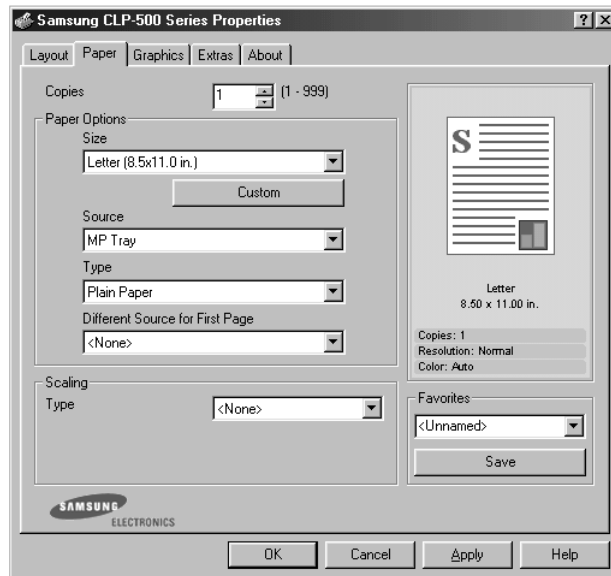 Samsung CLP-500 Series Properties
Layout Paper Graphics Extras About
Copies 1 (1 - 999)
Paper Options
Size
Letter (8.5x11.0 in.)
Custom
Source
MP Tray
Type
Plain Paper
Different Source for First Page
<None>
Scaling
Type <None>
S
Letter
8.50 x 11.00 in.
Copies: 1
Resolution: Normal
Color: Auto
Favorites
<Unnamed>
Save
SAMSUNG
ELECTRONICS
OK Cancel Apply Help